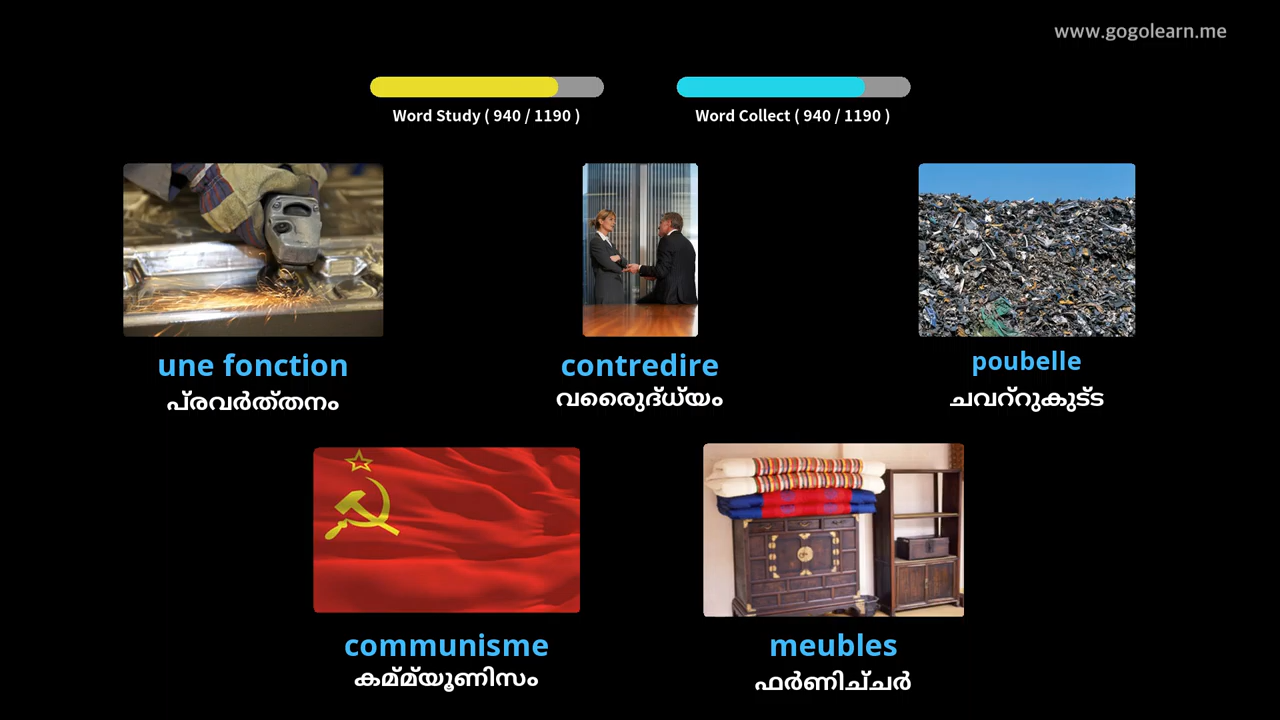 www.gogolearn.me
Word Study ( 940 / 1190 )
Word Collect ( 940 / 1190 )
une fonction
പ്രവർത്തനം
contredire
വരൈുദ്ധ്യം
poubelle
ചവറ്റുകുട്ട
communisme
കമ്മ്യൂണിസം
meubles
ഫർണിച്ചർ